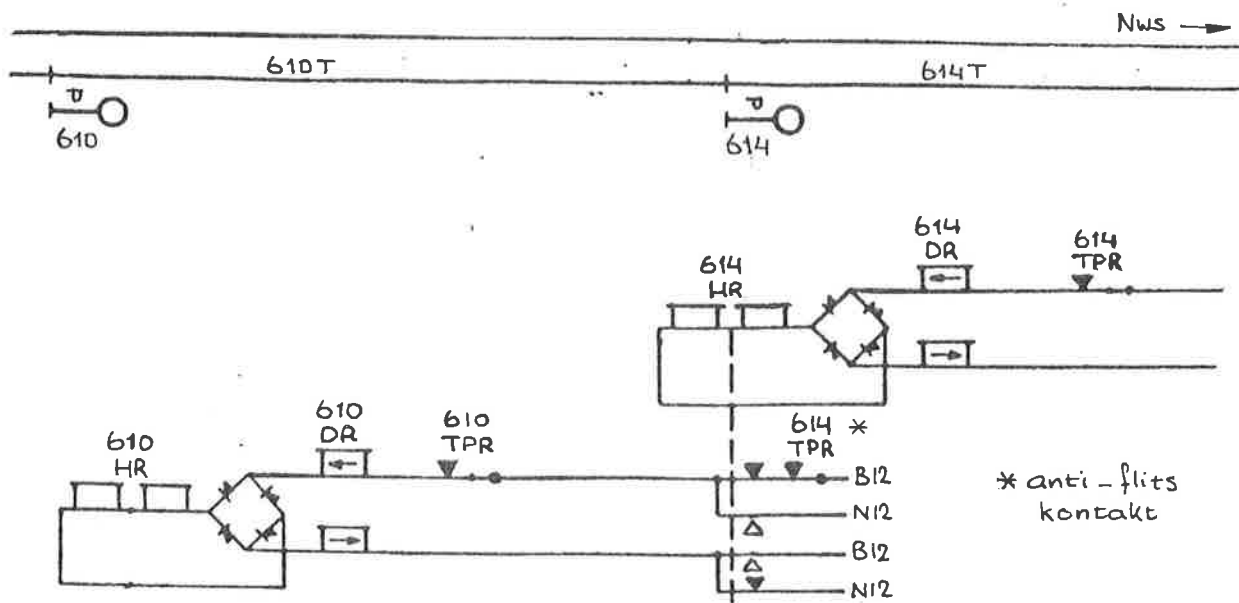 Nws
610T
614T
610
614
614
DR
614
TPR
614
HR
610
HR
610
DR
610
TPR
614 *
TPR
B12
N12
B12
N12
* anti-flits
kontakt